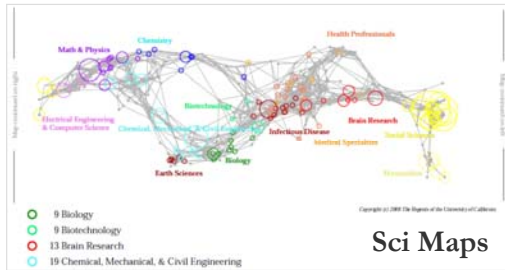 Chemistry
Health Professionals
Math & Physics
Biotechnology
Electrical Engineering
& Computer Science
Chemical, Mechanical, & Civil Engineering
Infectious Disease
Brain Research
Social Sciences
Medical Specialties
Biology
Earth Sciences
Humanities
Copyright (c) 2008 The Regents of the University of California
9 Biology
9 Biotechnology
13 Brain Research
19 Chemical, Mechanical, & Civil Engineering
Sci Maps